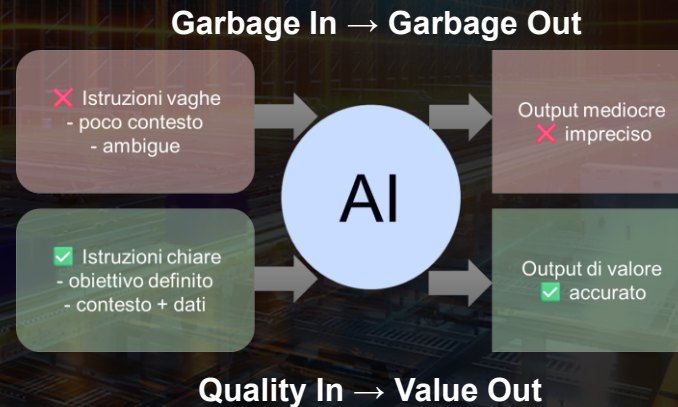 Garbage In → Garbage Out
❌ Istruzioni vaghe
- poco contesto
- ambigue
AI
Output mediocre
❌ impreciso
✅ Istruzioni chiare
- obiettivo definito
- contesto + dati
Output di valore
✅ accurato
Quality In → Value Out